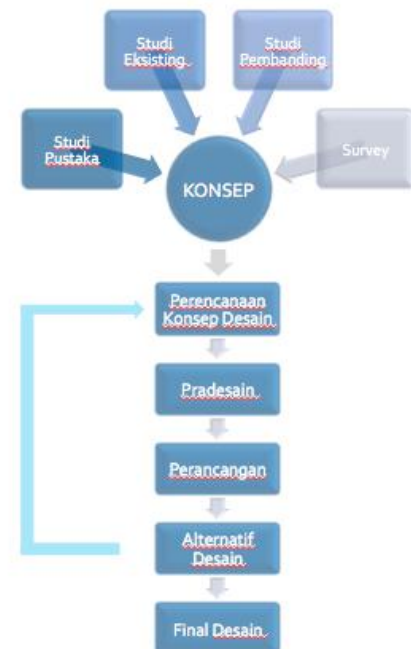 Studi
Eksisting
Studi
Pembanding
Studi
Pustaka
Survey
KONSEP
Perencanaan
Konsep Desain
Pradesain
Perancangan
Alternatif
Desain
Final Desain